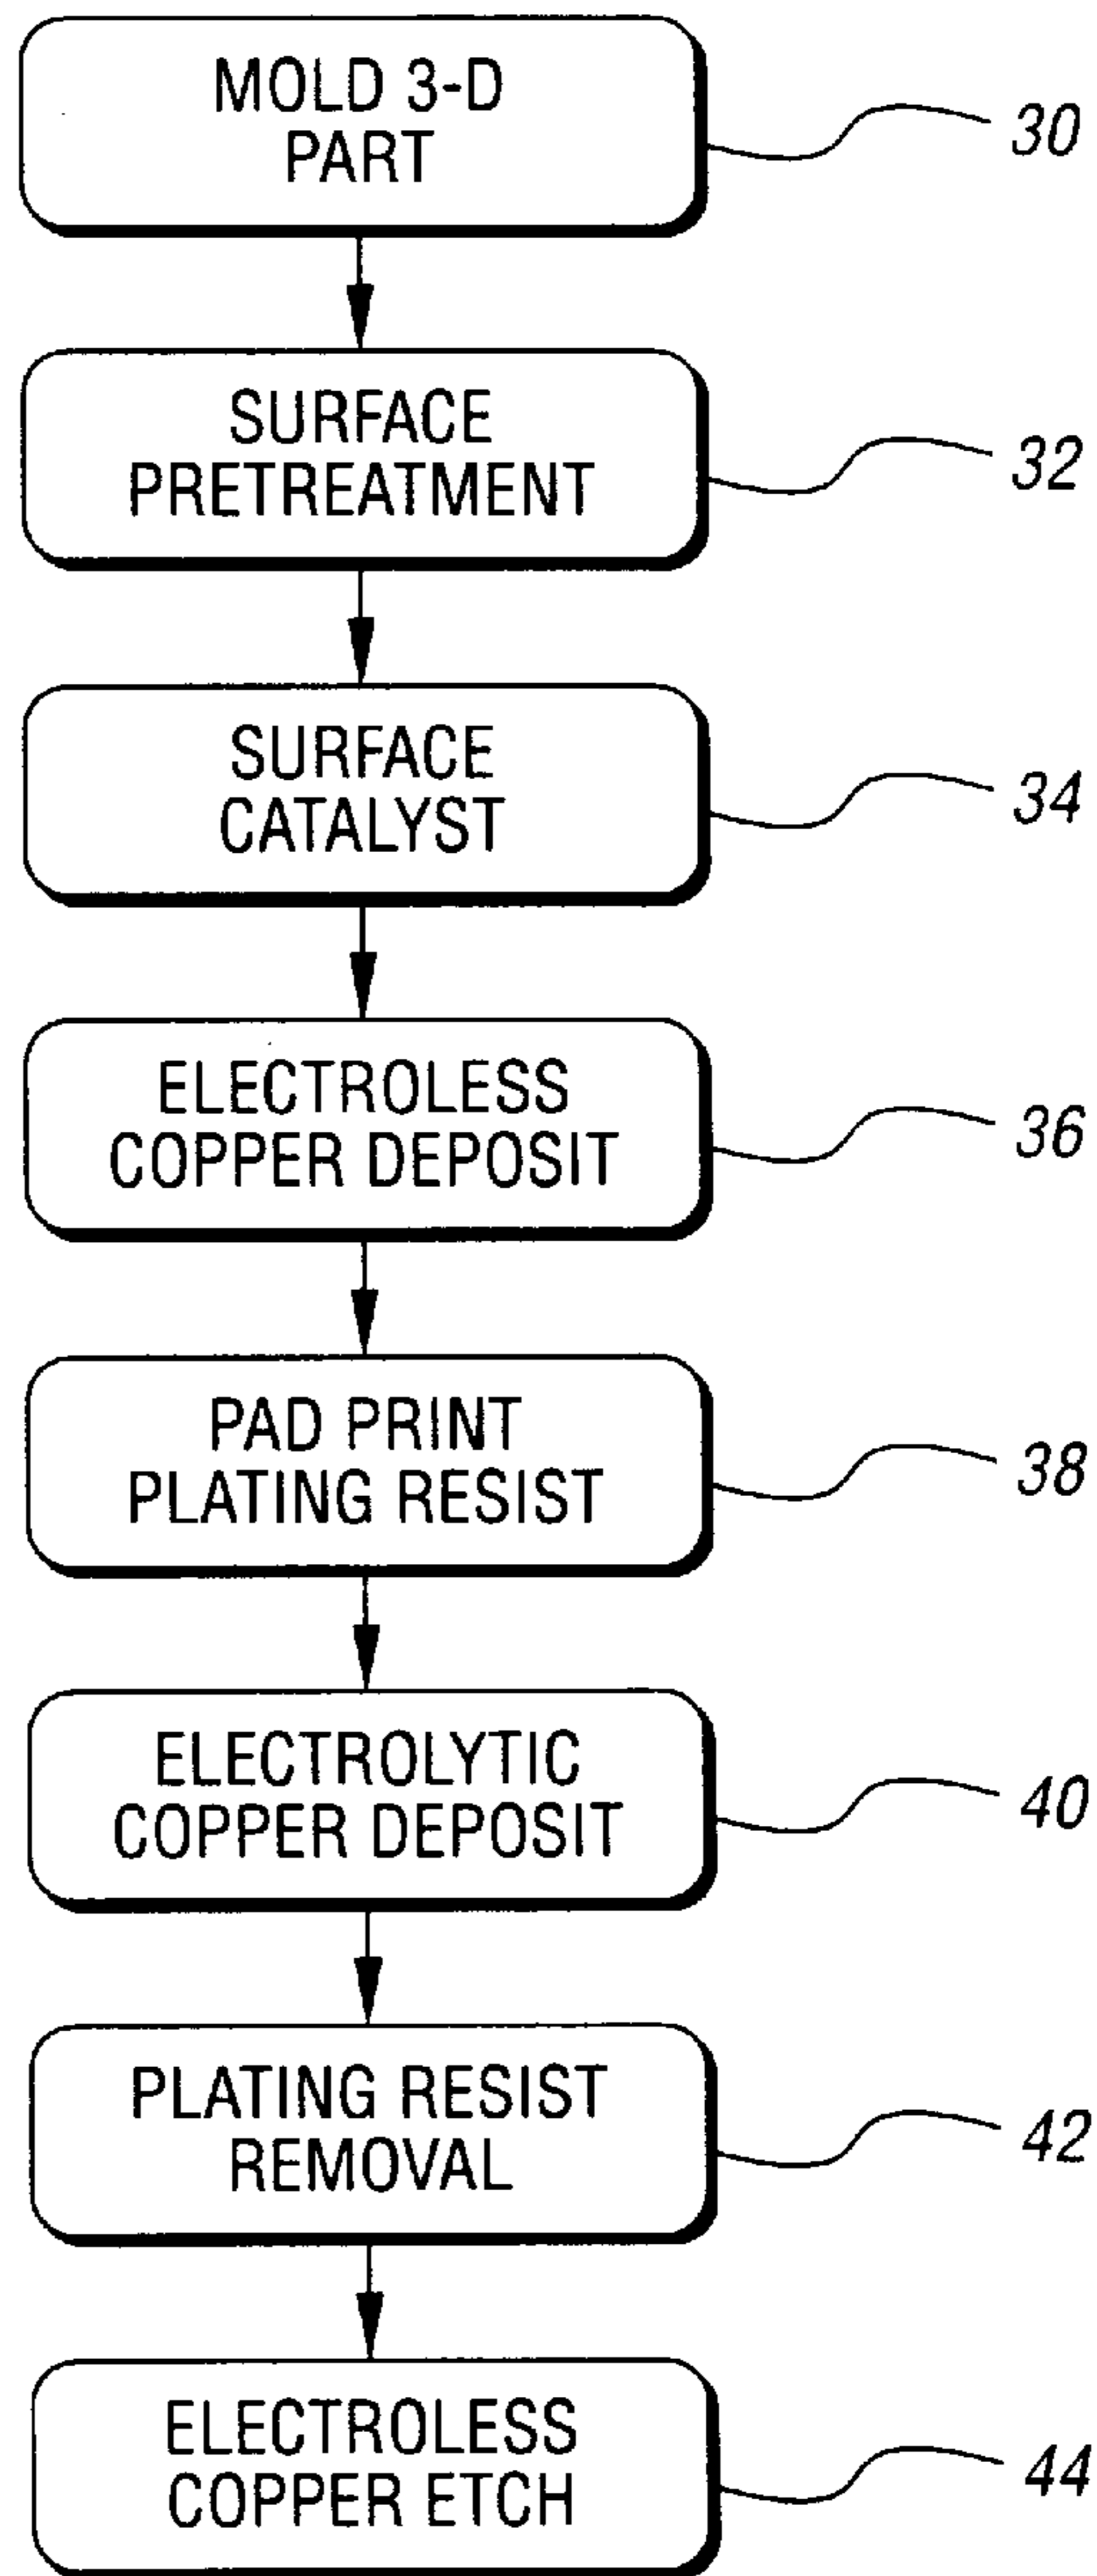 MOLD 3-D
PART
30
SURFACE
PRETREATMENT
32
SURFACE
CATALYST
34
ELECTROLESS
COPPER DEPOSIT
36
PAD PRINT
PLATING RESIST
38
ELECTROLYTIC
COPPER DEPOSIT
40
PLATING RESIST
REMOVAL
42
ELECTROLESS
COPPER ETCH
44